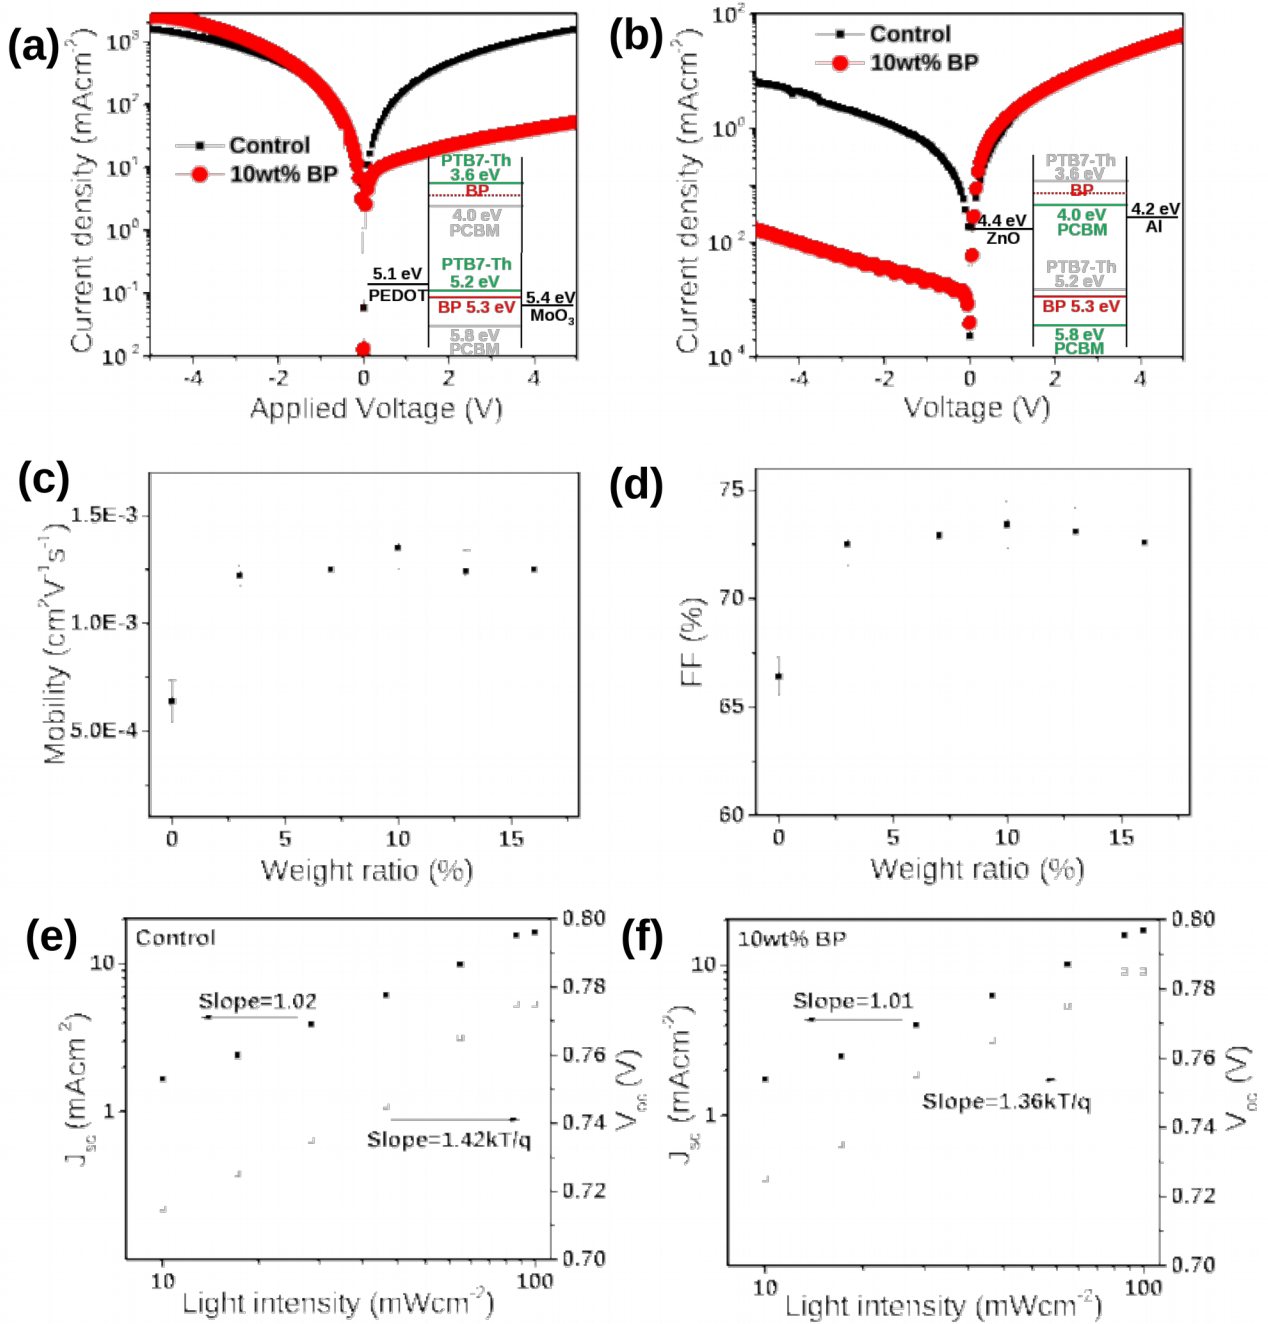 (a)
Current density (mAcm-2)
10³
10²
10¹
10⁰
10-1
10-2
Control
10wt% BP
PTB7-Th
3.6 eV
BP
4.0 eV
PCBM
5.1 eV
PEDOT
PTB7-Th
5.2 eV
BP 5.3 eV
5.8 eV
PCBM
5.4 eV
MoO₃
-4 -2 0 2 4
Applied Voltage (V)
(b)
Current density (mAcm-2)
10²
10⁰
10²
10⁴
Control
10wt% BP
PTB7-Th
3.6 eV
BP
4.4 eV
ZnO
4.0 eV
PCBM
4.2 eV
Al
PTB7-Th
5.2 eV
BP 5.3 eV
5.8 eV
PCBM
-4 -2 0 2 4
Voltage (V)
(c)
Mobility (cm²V-1s-1)
1.5E-3
1.0E-3
5.0E-4
0 5 10 15
Weight ratio (%)
(d)
FF (%)
75
70
65
60
0 5 10 15
Weight ratio (%)
(e)
Control
Jsc (mAcm-2)
10
1
Slope=1.02
Slope=1.42kT/q
0.80
0.78
0.76
0.74
0.72
0.70
Voc (V)
10 100
Light intensity (mWcm-2)
(f)
10wt% BP
Jsc (mAcm-2)
10
1
Slope=1.01
Slope=1.36kT/q
0.80
0.78
0.76
0.74
0.72
0.70
Voc (V)
10 100
Light intensity (mWcm-2)